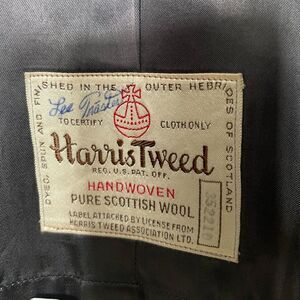 DYED, SPUN AND FINISHED IN THE OUTER HEBRIDES OF SCOTLAND
Lee
TO CERTIFY CLOTH ONLY
Harris Tweed
REG. U.S. PAT. OFF.
HANDWOVEN
PURE SCOTTISH WOOL
LABEL ATTACHED BY LICENSE FROM
HARRIS TWEED ASSOCIATION LTD.